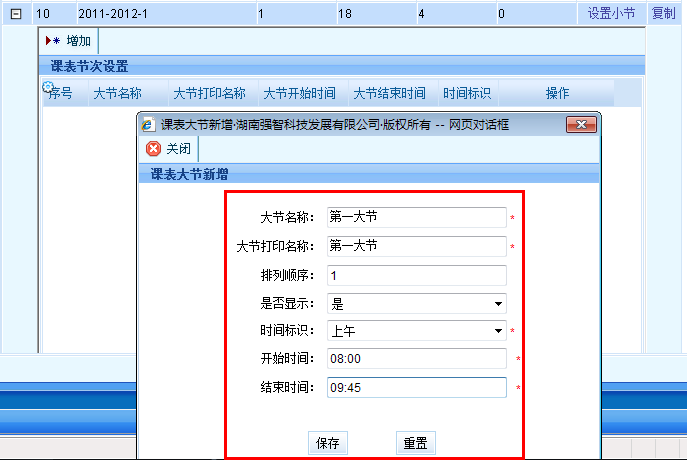 10 2011-2012-1 1 18 4 0 设置小节 复制
增加
课表节次设置
序号 大节名称 大节打印名称 大节开始时间 大节结束时间 时间标识 操作
课表大节新增·湖南强智科技发展有限公司·版权所有 -- 网页对话框
关闭
课表大节新增
大节名称： 第一大节 *
大节打印名称： 第一大节 *
排列顺序： 1
是否显示： 是
时间标识： 上午 *
开始时间： 08:00 *
结束时间： 09:45 *
保存 重置